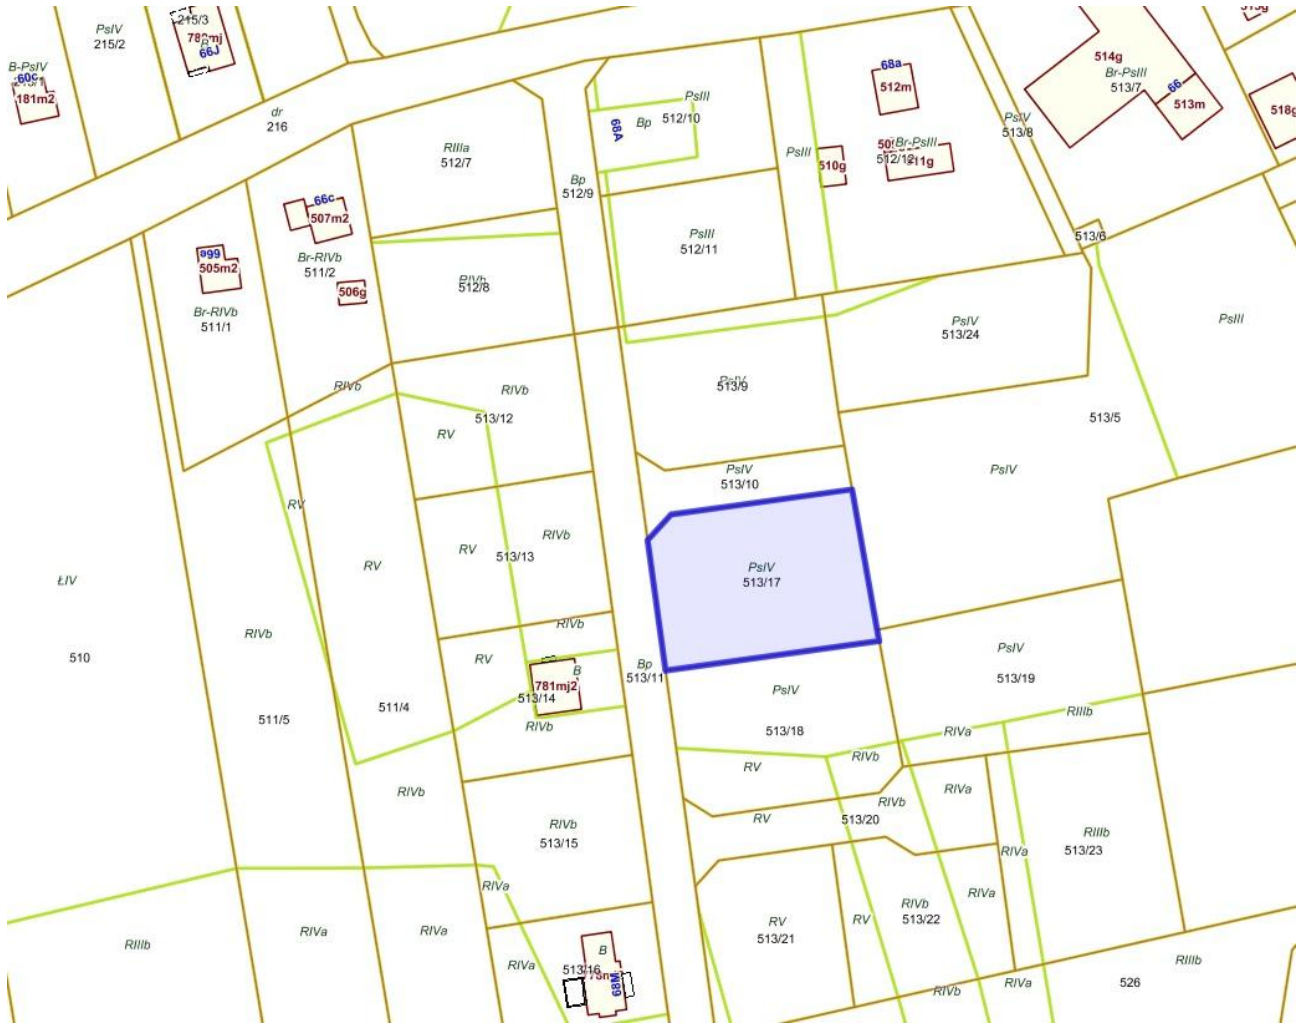 215/3
PsIV
215/2
66J
B-PsIV
60c
181m2
dr
216
RIIIa
512/7
Bp
512/9
PsIII
512/10
Bp
68A
PsIII
68a
512m
Br-PsIII
512/12
510g
PsIV
513/8
514g
Br-PsIII
513/7
66
513m
518g
66c
507m2
Br-RIVb
511/2
506g
66a
505m2
Br-RIVb
511/1
RIVb
512/8
PsIII
512/11
513/6
PsIII
PsIV
513/24
RIVb
RIVb
513/12
RV
PsIV
513/9
513/5
PsIV
PsIV
513/10
RV
RV
RV
513/13
RIVb
PsIV
513/17
ŁIV
510
RIVb
511/5
511/4
RIVb
RV
B
781mj2
513/14
RIVb
Bp
513/11
PsIV
513/18
PsIV
513/19
RIIIb
RIVa
RIVb
RV
RIVb
RIVb
513/15
RV
RIVb
513/20
RIVa
RIVa
RIIIb
513/23
RIVa
RIIIb
RIVa
RIVa
RIVa
B
513/16
68M
RV
513/21
RV
RIVb
513/22
RIVa
RIVb
RIVa
RIIIb
526